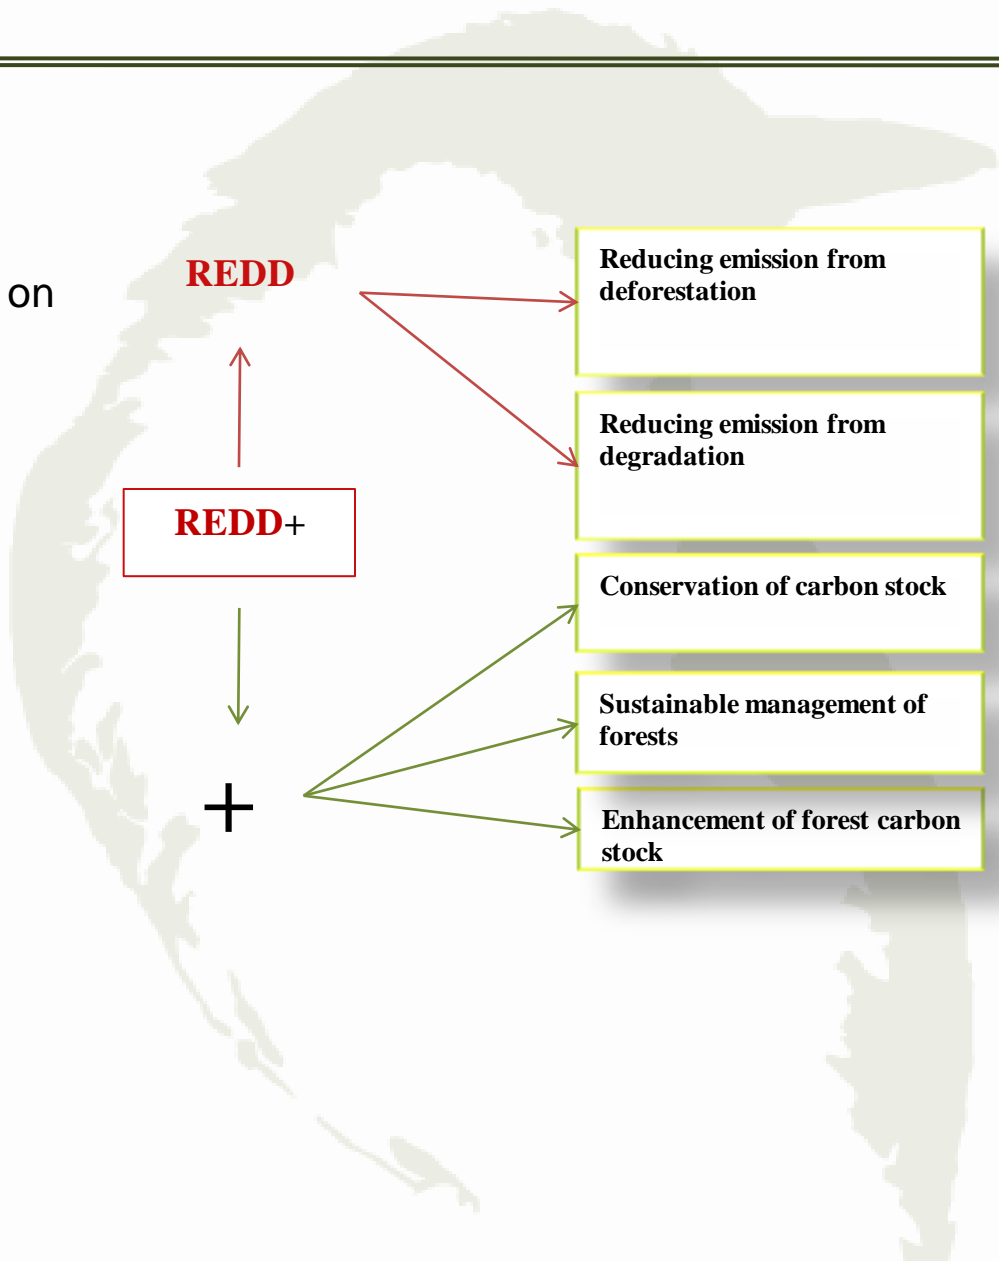 on
REDD
REDD+
+
Reducing emission from
deforestation
Reducing emission from
degradation
Conservation of carbon stock
Sustainable management of
forests
Enhancement of forest carbon
stock